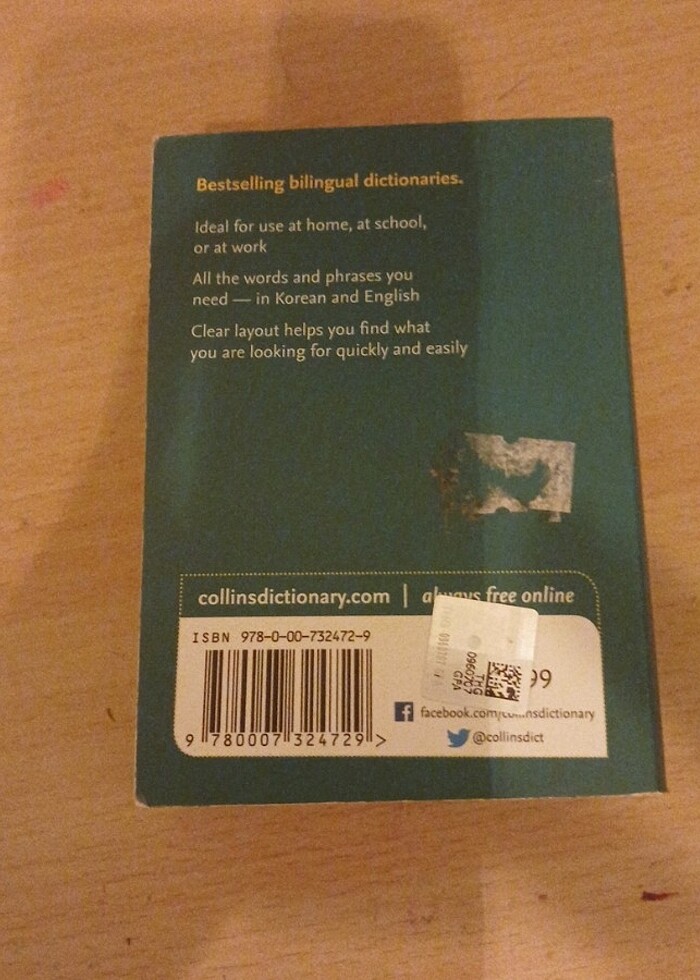 Bestselling bilingual dictionaries.
Ideal for use at home, at school,
or at work
All the words and phrases you
need — in Korean and English
Clear layout helps you find what
you are looking for quickly and easily
collinsdictionary.com | always free online
ISBN 978-0-00-732472-9
99
THG
GPA
facebook.com/collinsdictionary
@collinsdict
9 780007 324729 >